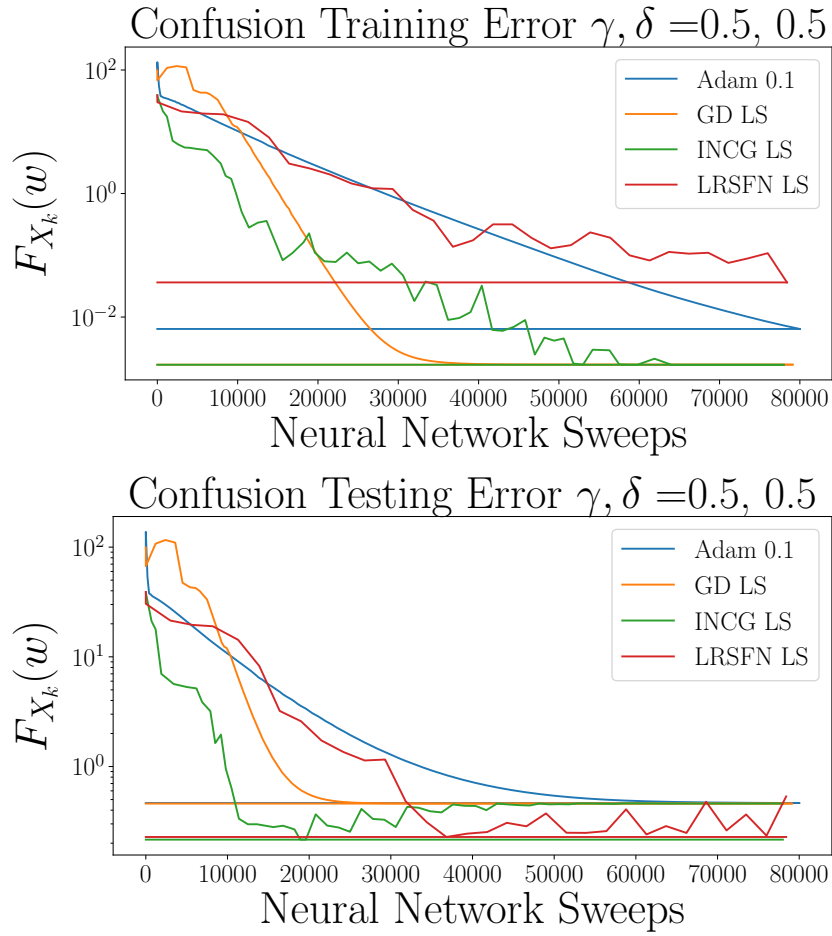 Confusion Training Error γ, δ =0.5, 0.5
10²
10⁰
10⁻²
F_{X_k}(w)
Adam 0.1
GD LS
INCG LS
LRSFN LS
0 10000 20000 30000 40000 50000 60000 70000 80000
Neural Network Sweeps
Confusion Testing Error γ, δ =0.5, 0.5
10²
10¹
10⁰
F_{X_k}(w)
Adam 0.1
GD LS
INCG LS
LRSFN LS
0 10000 20000 30000 40000 50000 60000 70000 80000
Neural Network Sweeps